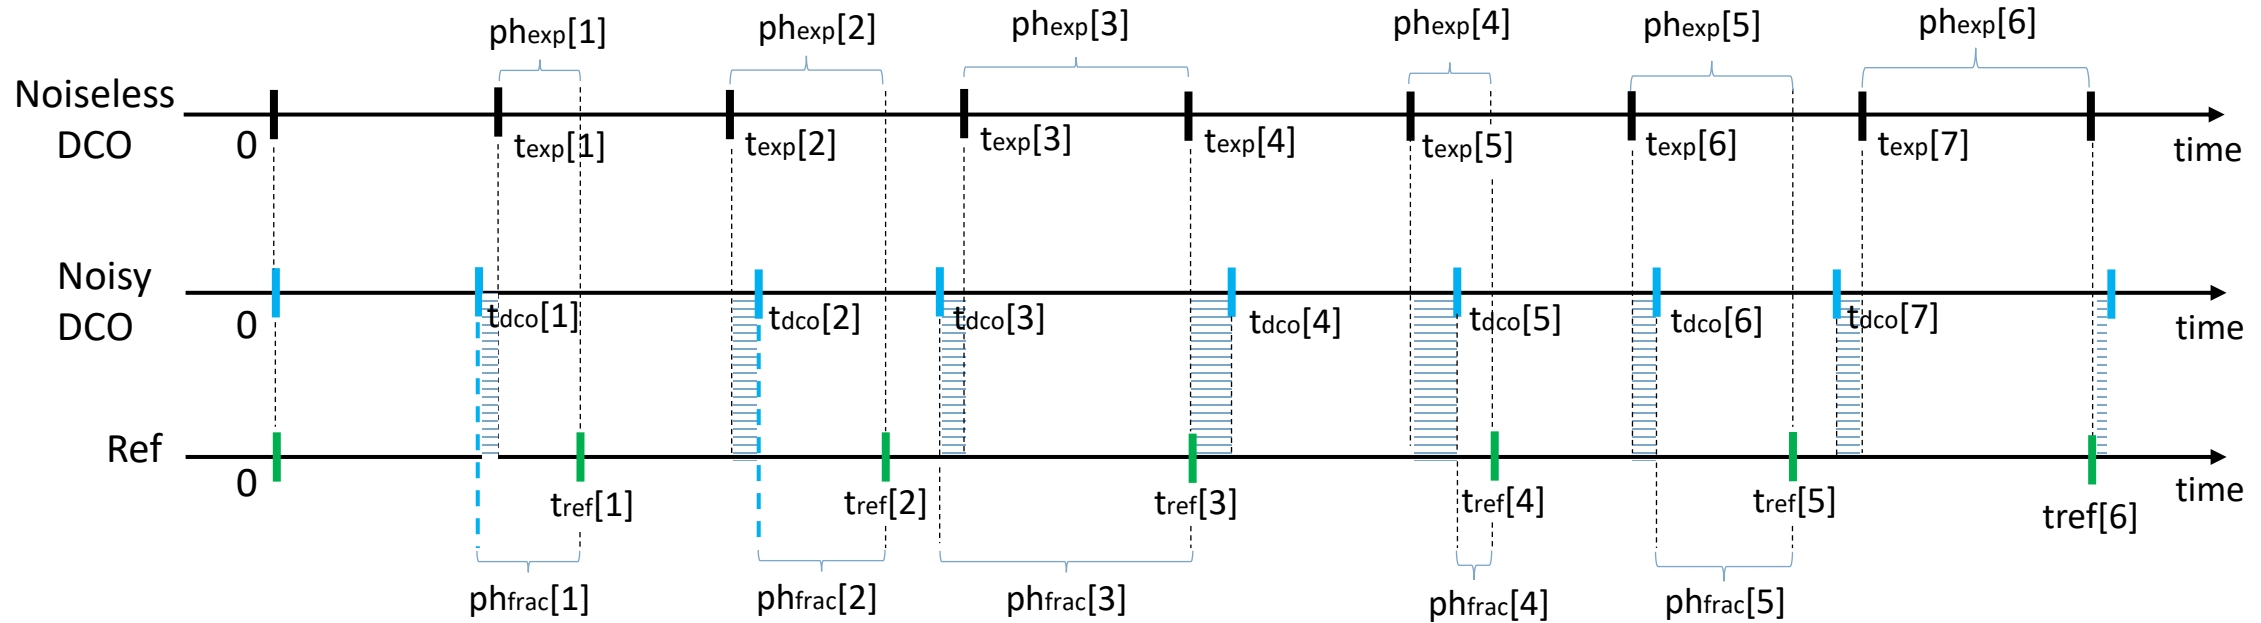 phexp[1] phexp[2] phexp[3] phexp[4] phexp[5] phexp[6]
Noiseless
DCO
0 texp[1] texp[2] texp[3] texp[4] texp[5] texp[6] texp[7] time
Noisy
DCO
0 tdco[1] tdco[2] tdco[3] tdco[4] tdco[5] tdco[6] tdco[7] time
Ref
0 tref[1] tref[2] tref[3] tref[4] tref[5] tref[6] time
phfrac[1] phfrac[2] phfrac[3] phfrac[4] phfrac[5]